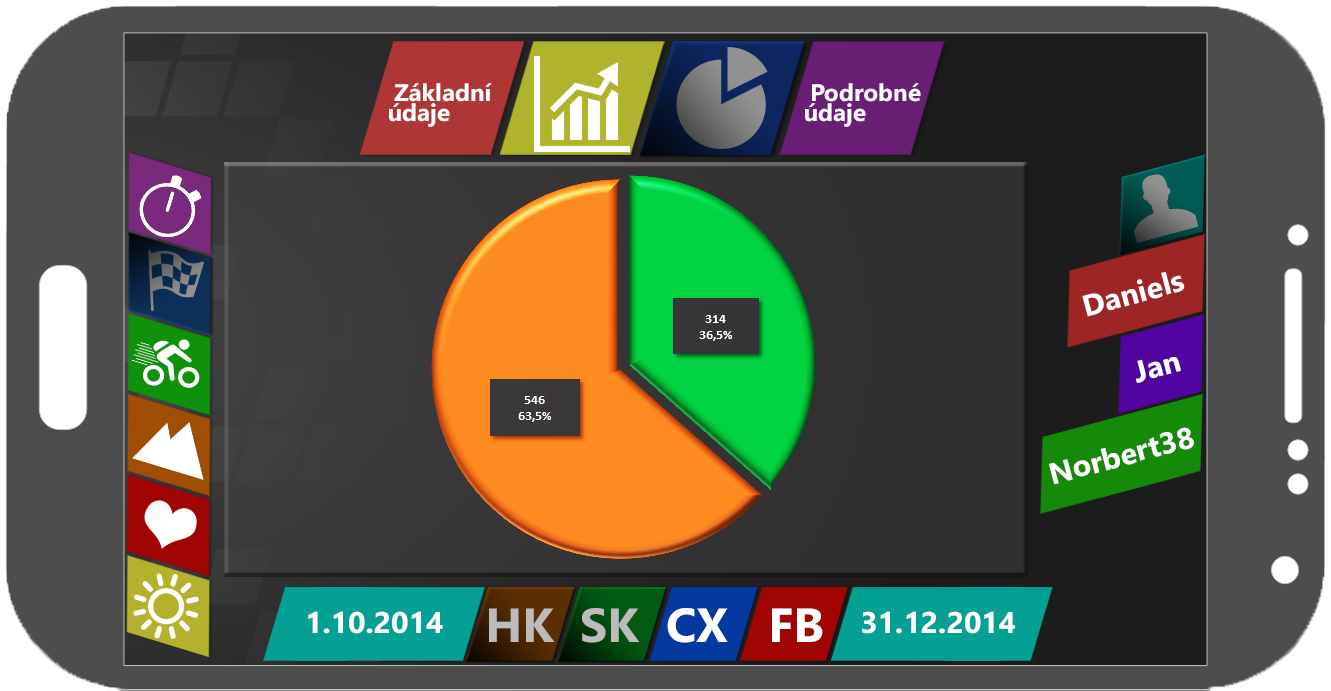 Základní
údaje
Podrobné
údaje
314
36,5%
546
63,5%
Daniels
Jan
Norbert38
1.10.2014
HK
SK
CX
FB
31.12.2014